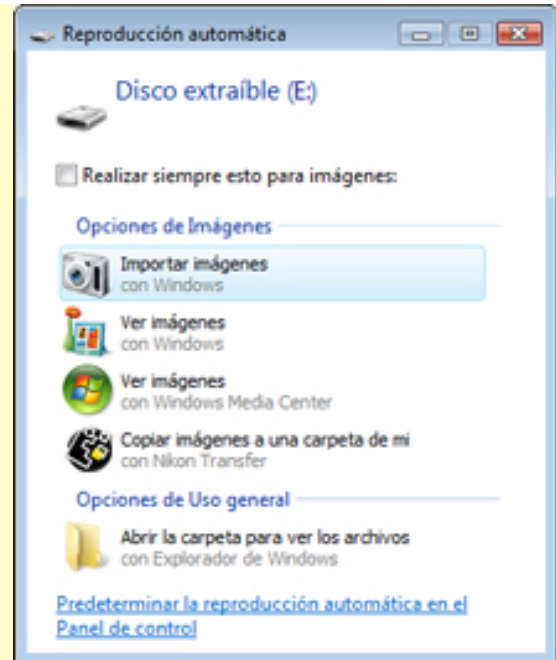 Reproducción automática
Disco extraíble (E:)
Realizar siempre esto para imágenes:
Opciones de Imágenes
Importar imágenes
con Windows
Ver imágenes
con Windows
Ver imágenes
con Windows Media Center
Copiar imágenes a una carpeta de mi
con Nikon Transfer
Opciones de Uso general
Abrir la carpeta para ver los archivos
con Explorador de Windows
Predeterminar la reproducción automática en el
Panel de control